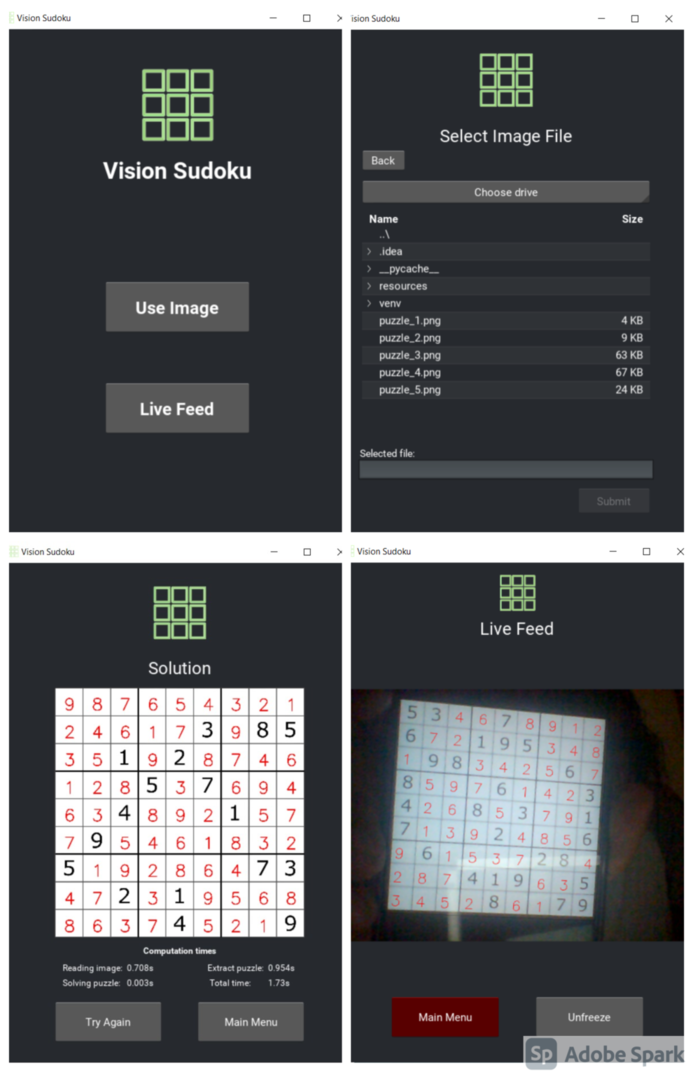 Vision Sudoku
Vision Sudoku
Use Image
Live Feed
ision Sudoku
Select Image File
Back
Choose drive
Name Size
..\
.idea
__pycache__
resources
venv
puzzle_1.png 4 KB
puzzle_2.png 9 KB
puzzle_3.png 63 KB
puzzle_4.png 67 KB
puzzle_5.png 24 KB
Selected file:
Submit
Vision Sudoku
Solution
9 8 7 6 5 4 3 2 1
2 4 6 1 7 3 9 8 5
3 5 1 9 2 8 7 4 6
1 2 8 5 3 7 6 9 4
6 3 4 8 9 2 1 5 7
7 9 5 4 6 1 8 3 2
5 1 9 2 8 6 4 7 3
4 7 2 3 1 9 5 6 8
8 6 3 7 4 5 2 1 9
Computation times
Reading image: 0.708s Extract puzzle: 0.954s
Solving puzzle: 0.003s Total time: 1.73s
Try Again Main Menu
Vision Sudoku
Live Feed
5 3 4 6 7 8 9 1 2
6 7 2 1 9 5 3 4 8
1 9 8 3 4 2 5 6 7
8 5 9 7 6 1 4 2 3
4 2 6 8 5 3 7 9 1
7 1 3 9 2 4 8 5 6
9 6 1 5 3 7 2 8 4
2 8 7 4 1 9 6 3 5
3 4 5 2 8 6 1 7 9
Main Menu Unfreeze
Sp Adobe Spark